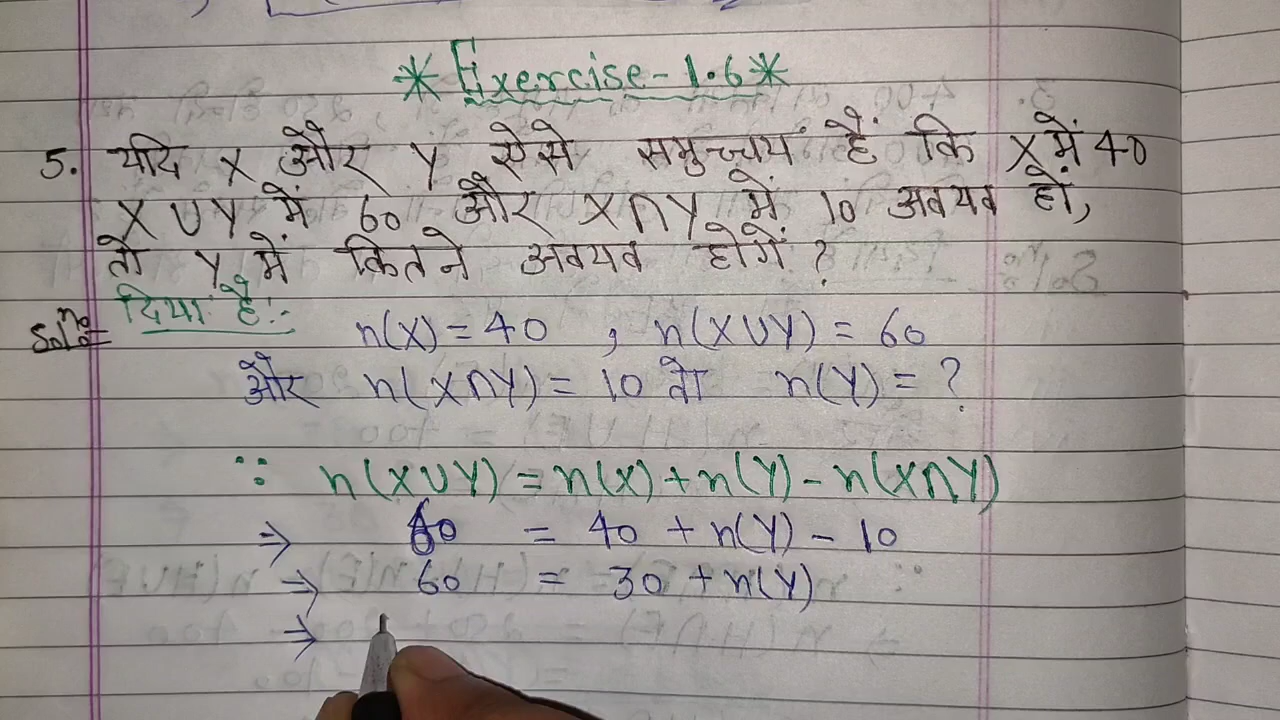 * Exercise-1.6 *
5. यदि X और Y ऐसे समुच्चय हैं कि X में 40
X∪Y में 60 और X∩Y में 10 अवयव हों,
तो Y में कितने अवयव होगें ?
दिया है:-
Solno
n(X) = 40 , n(X∪Y) = 60
और n(X∩Y) = 10 तो n(Y) = ?
∵ n(X∪Y) = n(X) + n(Y) - n(X∩Y)
⇒ 60 = 40 + n(Y) - 10
⇒ 60 = 30 + n(Y)
⇒